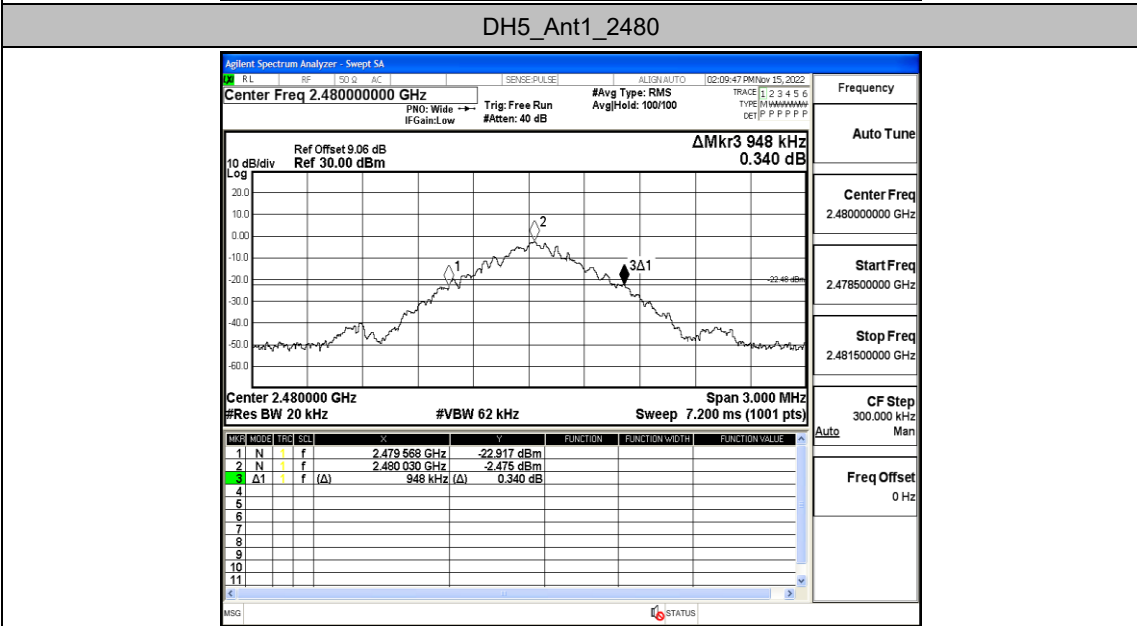 DH5_Ant1_2480
Agilent Spectrum Analyzer - Swept SA
LXI RL RF 50 Ω AC SENSE:PULSE ALIGNAUTO 02:09:47 PM Nov 15, 2022
Center Freq 2.480000000 GHz #Avg Type: RMS TRACE 1 2 3 4 5 6
PNO: Wide Trig: Free Run Avg|Hold: 100/100 TYPE MWWWWW
IFGain:Low #Atten: 40 dB DET P P P P P P
ΔMkr3 948 kHz
0.340 dB
Ref Offset 9.06 dB
10 dB/div Ref 30.00 dBm
Log
20.0
10.0
0.00
-10.0
-20.0
-30.0
-40.0
-50.0
-60.0
1
2
3Δ1
-22.48 dBm
Center 2.480000 GHz Span 3.000 MHz
#Res BW 20 kHz #VBW 62 kHz Sweep 7.200 ms (1001 pts)
MKR MODE TRC SCL X Y FUNCTION FUNCTION WIDTH FUNCTION VALUE
1 N 1 f 2.479 568 GHz -22.917 dBm
2 N 1 f 2.480 030 GHz -2.475 dBm
3 Δ1 1 f (Δ) 948 kHz (Δ) 0.340 dB
4
5
6
7
8
9
10
11
MSG STATUS
Frequency
Auto Tune
Center Freq
2.480000000 GHz
Start Freq
2.478500000 GHz
Stop Freq
2.481500000 GHz
CF Step
300.000 kHz
Auto Man
Freq Offset
0 Hz